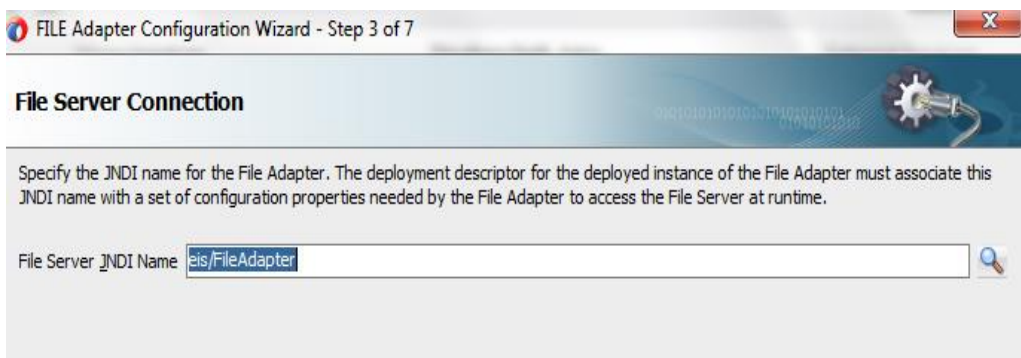 FILE Adapter Configuration Wizard - Step 3 of 7
File Server Connection
Specify the JNDI name for the File Adapter. The deployment descriptor for the deployed instance of the File Adapter must associate this
JNDI name with a set of configuration properties needed by the File Adapter to access the File Server at runtime.
File Server JNDI Name eis/FileAdapter